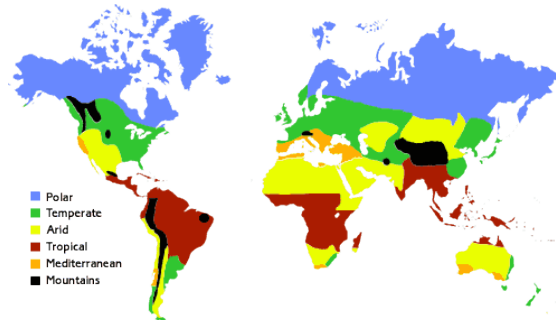 Polar
Temperate
Arid
Tropical
Mediterranean
Mountains